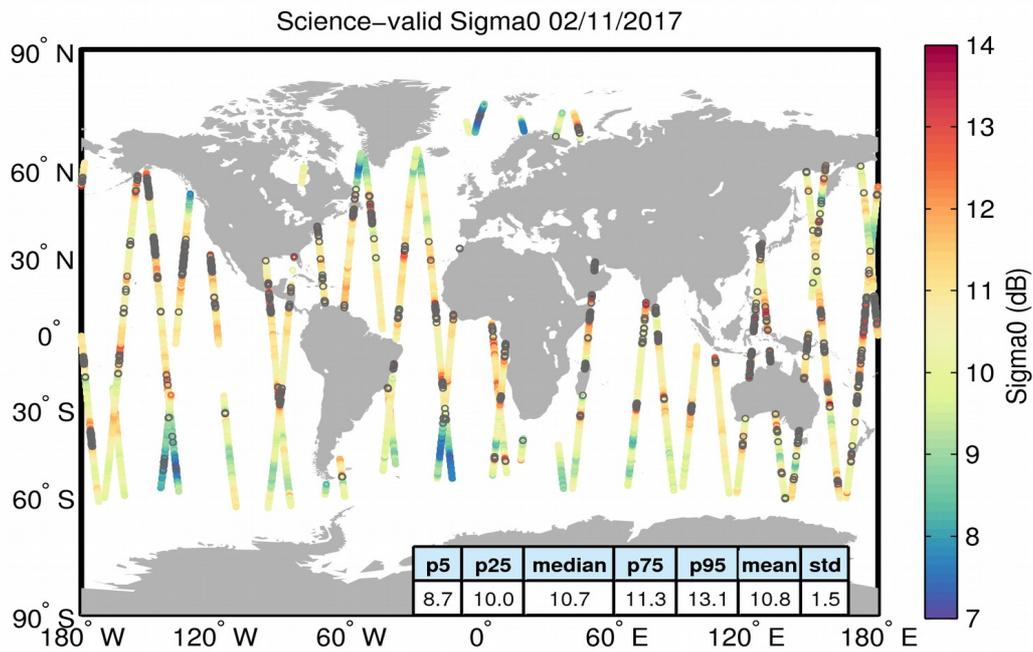 Science−valid Sigma0 02/11/2017
90° N
60° N
30° N
0°
30° S
60° S
90° S
180° W
120° W
60° W
0°
60° E
120° E
180° E
p5 p25 median p75 p95 mean std
8.7 10.0 10.7 11.3 13.1 10.8 1.5
14
13
12
11
10
9
8
7
Sigma0 (dB)